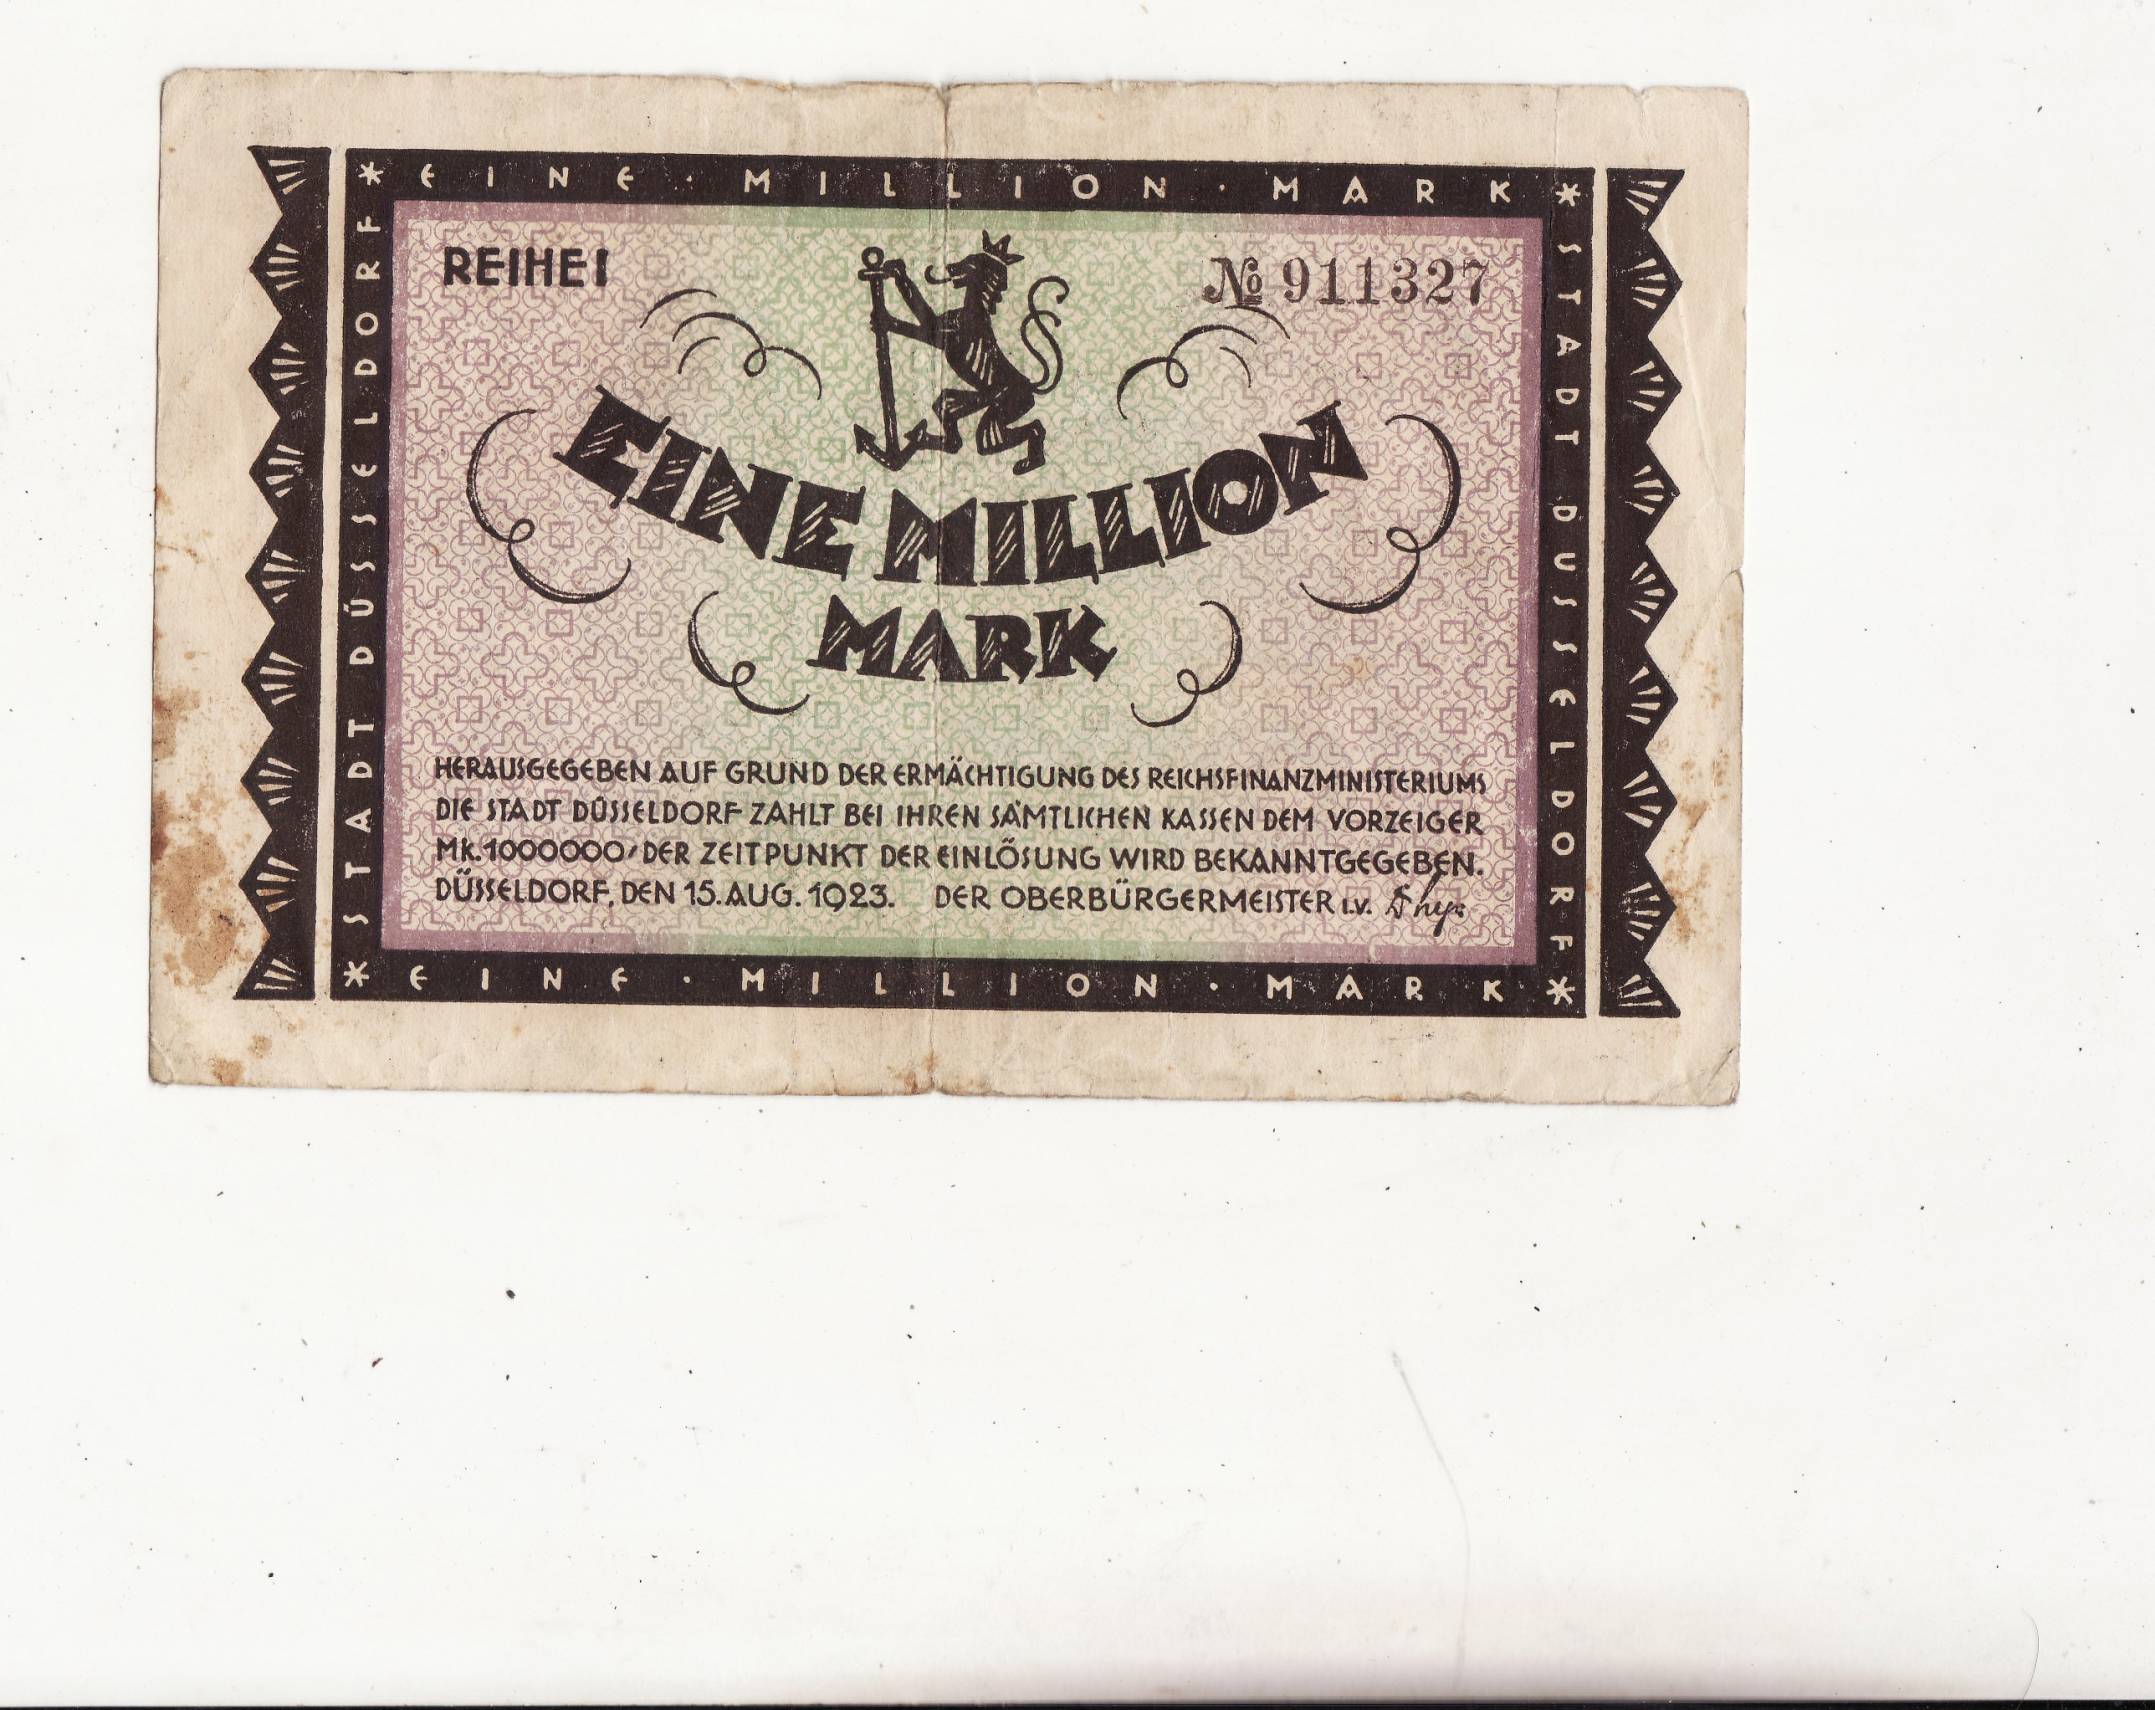 * EINE · MILLION · MARK *
STADT DÜSSELDORF
STADT DÜSSELDORF
REIHE I
№ 911327
EINE MILLION
MARK
HERAUSGEGEBEN AUF GRUND DER ERMÄCHTIGUNG DES REICHSFINANZMINISTERIUMS
DIE STADT DÜSSELDORF ZAHLT BEI IHREN SÄMTLICHEN KASSEN DEM VORZEIGER
MK.1000000/DER ZEITPUNKT DER EINLÖSUNG WIRD BEKANNTGEGEBEN.
DÜSSELDORF, DEN 15.AUG. 1923. DER OBERBÜRGERMEISTER I.V.
* EINE · MILLION · MARK *